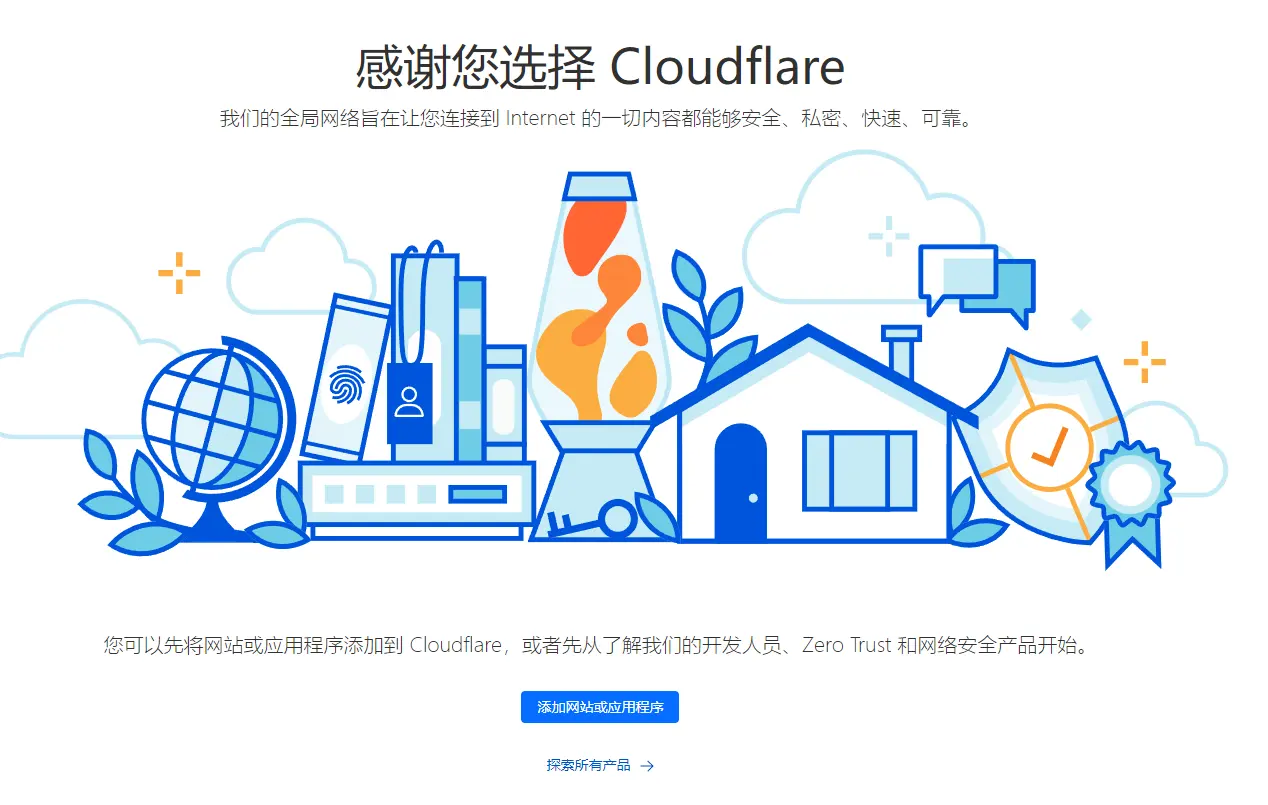 感谢您选择 Cloudflare
我们的全局网络旨在让您连接到 Internet 的一切内容都能够安全、私密、快速、可靠。
您可以先将网站或应用程序添加到 Cloudflare，或者先从了解我们的开发人员、Zero Trust 和网络安全产品开始。
添加网站或应用程序
探索所有产品 →